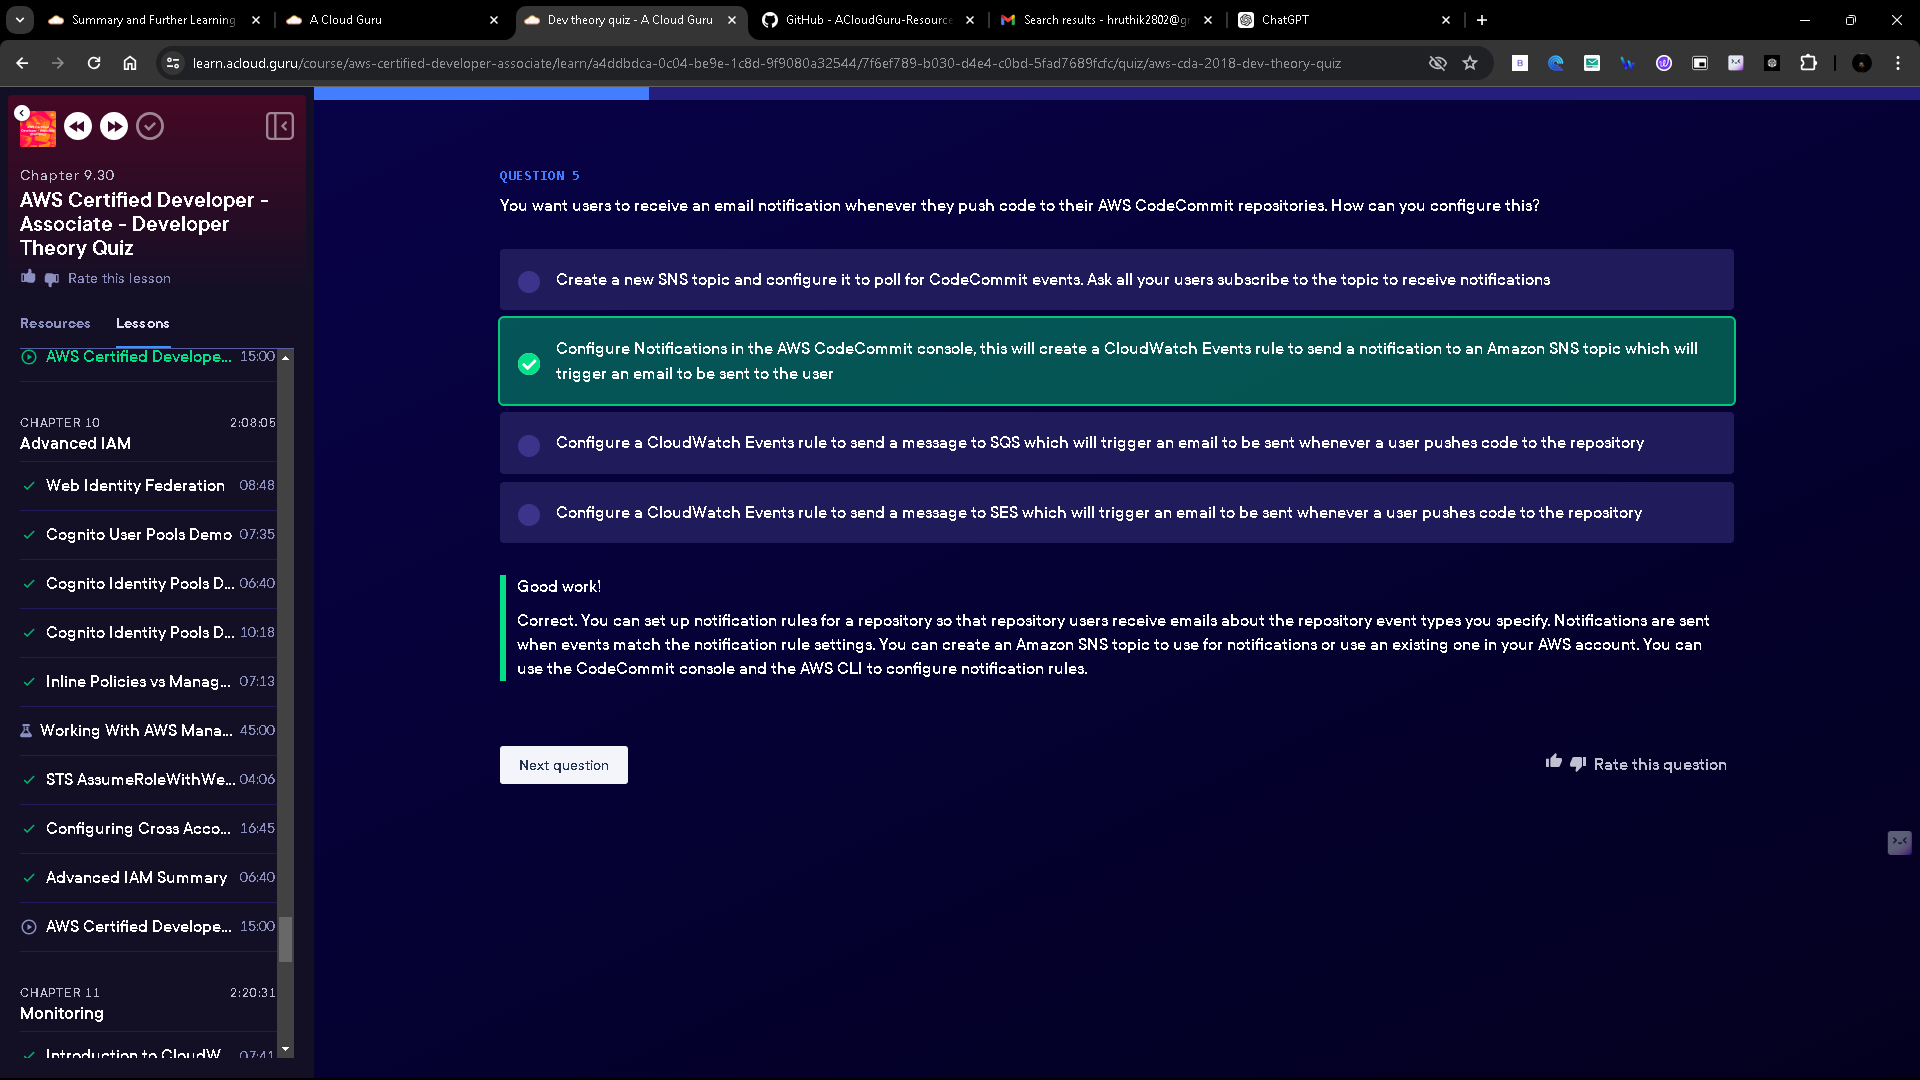 Summary and Further Learning
A Cloud Guru
Dev theory quiz - A Cloud Guru
GitHub - ACloudGuru-Resource
Search results - hruthik2802@gr
ChatGPT
learn.acloud.guru/course/aws-certified-developer-associate/learn/a4ddbdca-0c04-be9e-1c8d-9f9080a32544/7f6ef789-b030-d4e4-c0bd-5fad7689fcfc/quiz/aws-cda-2018-dev-theory-quiz
Chapter 9.30
AWS Certified Developer -
Associate - Developer
Theory Quiz
Rate this lesson
Resources
Lessons
AWS Certified Develope... 15:00
CHAPTER 10 2:08:05
Advanced IAM
Web Identity Federation 08:48
Cognito User Pools Demo 07:35
Cognito Identity Pools D... 06:40
Cognito Identity Pools D... 10:18
Inline Policies vs Manag... 07:13
Working With AWS Mana... 45:00
STS AssumeRoleWithWe... 04:06
Configuring Cross Acco... 16:45
Advanced IAM Summary 06:40
AWS Certified Develope... 15:00
CHAPTER 11 2:20:31
Monitoring
Introduction to CloudW... 07:41
QUESTION 5
You want users to receive an email notification whenever they push code to their AWS CodeCommit repositories. How can you configure this?
Create a new SNS topic and configure it to poll for CodeCommit events. Ask all your users subscribe to the topic to receive notifications
Configure Notifications in the AWS CodeCommit console, this will create a CloudWatch Events rule to send a notification to an Amazon SNS topic which will
trigger an email to be sent to the user
Configure a CloudWatch Events rule to send a message to SQS which will trigger an email to be sent whenever a user pushes code to the repository
Configure a CloudWatch Events rule to send a message to SES which will trigger an email to be sent whenever a user pushes code to the repository
Good work!
Correct. You can set up notification rules for a repository so that repository users receive emails about the repository event types you specify. Notifications are sent
when events match the notification rule settings. You can create an Amazon SNS topic to use for notifications or use an existing one in your AWS account. You can
use the CodeCommit console and the AWS CLI to configure notification rules.
Next question
Rate this question